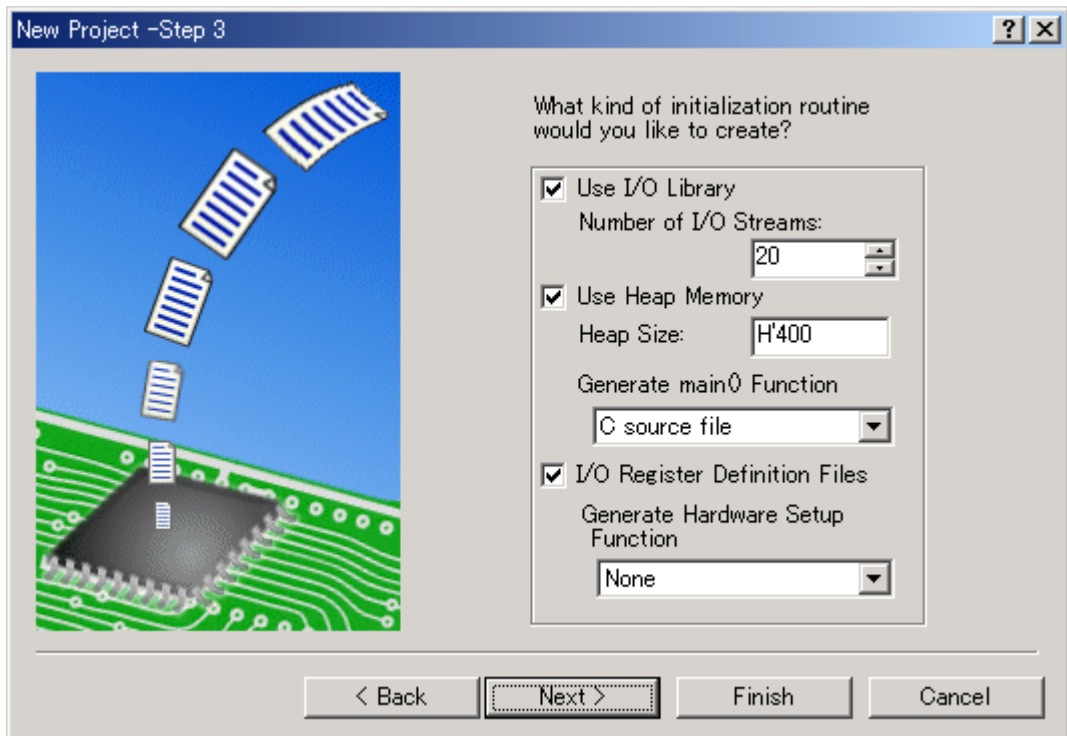 New Project -Step 3
What kind of initialization routine
would you like to create?
Use I/O Library
Number of I/O Streams:
20
Use Heap Memory
Heap Size:
H'400
Generate main() Function
C source file
I/O Register Definition Files
Generate Hardware Setup
Function
None
< Back
Next >
Finish
Cancel